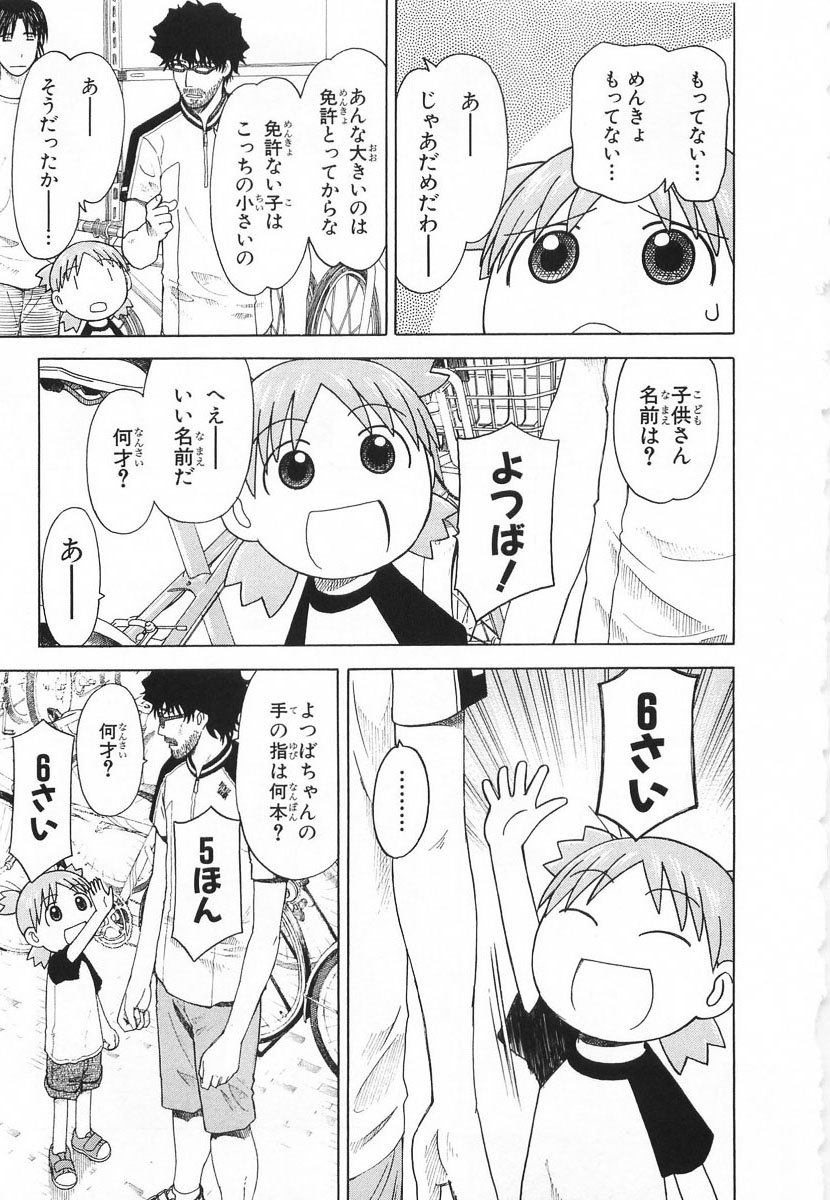 もってない…
めんきょ
もってない…
あー
じゃあだめだわー
あんな大きいのは
免許とってからな
免許ない子は
こっちの小さいの
あー
そうだったかー…
子供さん
名前は？
よつば！
へえー
いい名前だ
何才？
あー
6さい
………
よつばちゃんの
手の指は何本？
5ほん
何才？
6さい